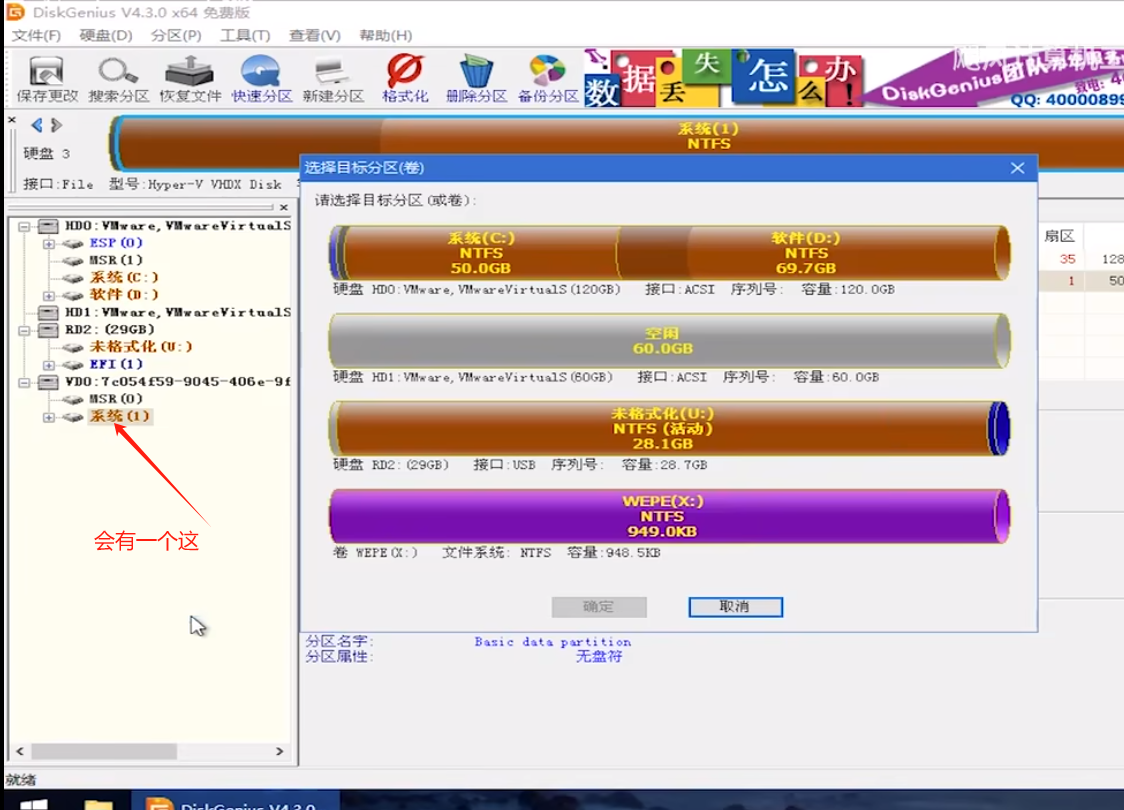 DiskGenius V4.3.0 x64 免费版
文件(F) 硬盘(D) 分区(P) 工具(T) 查看(V) 帮助(H)
保存更改 搜索分区 恢复文件 快速分区 新建分区 格式化 删除分区 备份分区
数据丢失怎么办!
DiskGenius团队
致电: 4
QQ: 40000899
硬盘 3
系统(1)
NTFS
接口:File 型号:Hyper-V VHDX Disk
选择目标分区(卷)
请选择目标分区(或卷):
HD0:VMware,VMwareVirtualS
ESP(0)
MSR(1)
系统(C:)
软件(D:)
HD1:VMware,VMwareVirtualS
RD2:(29GB)
未格式化(U:)
EFI(1)
VD0:7c054f59-9045-406e-9f
MSR(0)
系统(1)
会有一个这
系统(C:)
NTFS
50.0GB
软件(D:)
NTFS
69.7GB
硬盘 HD0:VMware,VMwareVirtualS(120GB) 接口:ACSI 序列号: 容量:120.0GB
空闲
60.0GB
硬盘 HD1:VMware,VMwareVirtualS(60GB) 接口:ACSI 序列号: 容量:60.0GB
未格式化(U:)
NTFS (活动)
28.1GB
硬盘 RD2:(29GB) 接口:USB 序列号: 容量:28.7GB
WEPE(X:)
NTFS
949.0KB
卷 WEPE(X:) 文件系统: NTFS 容量:948.5KB
确定 取消
扇区
35 128
1 50
分区名字: Basic data partition
分区属性: 无盘符
就绪
DiskGenius V4.3.0